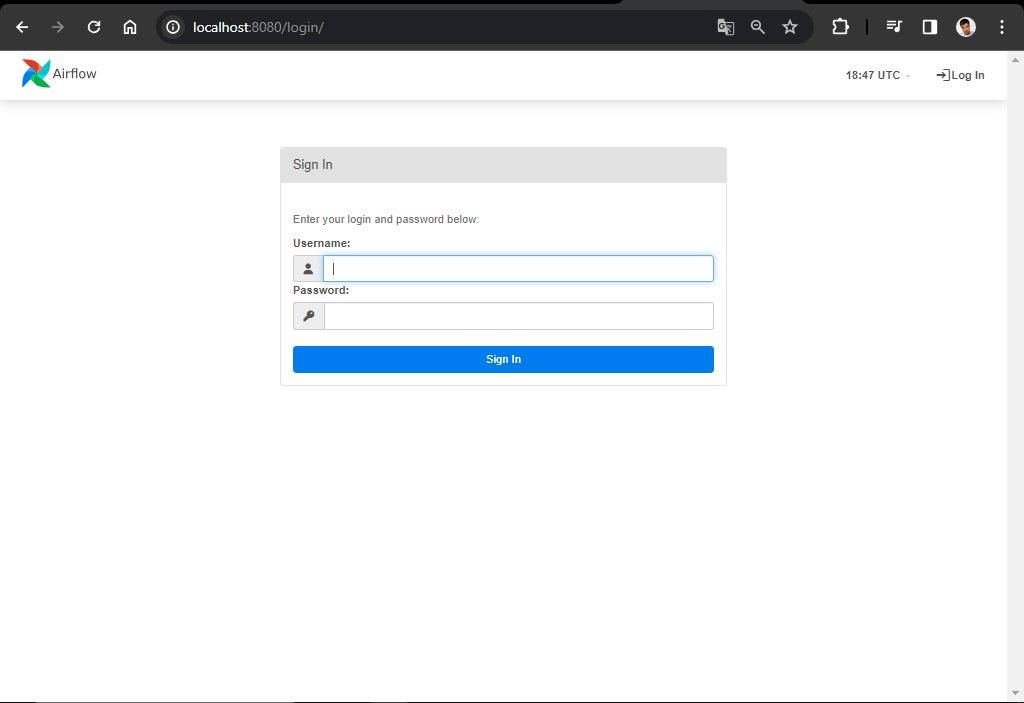 localhost:8080/login/
Airflow
18:47 UTC
Log In
Sign In
Enter your login and password below:
Username:
Password:
Sign In